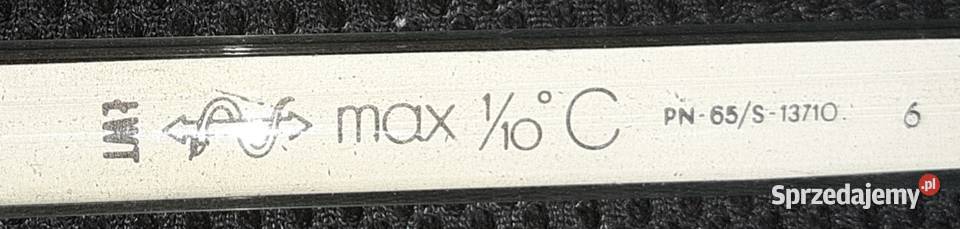 max 1/10°C PN-65/S-13710. 6
Sprzedajemy.pl